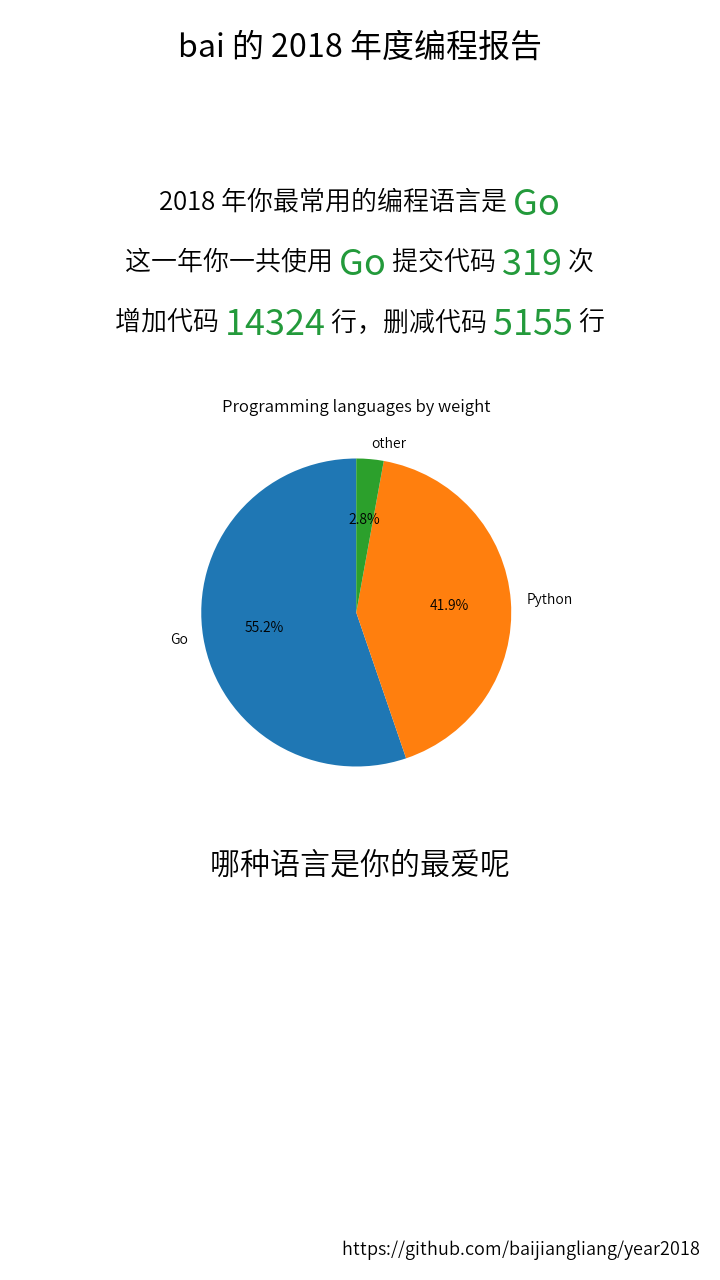 bai 的 2018 年度编程报告
2018 年你最常用的编程语言是 Go
这一年你一共使用 Go 提交代码 319 次
增加代码 14324 行，删减代码 5155 行
Programming languages by weight
other
2.8%
Python
41.9%
55.2%
Go
哪种语言是你的最爱呢
https://github.com/baijiangliang/year2018